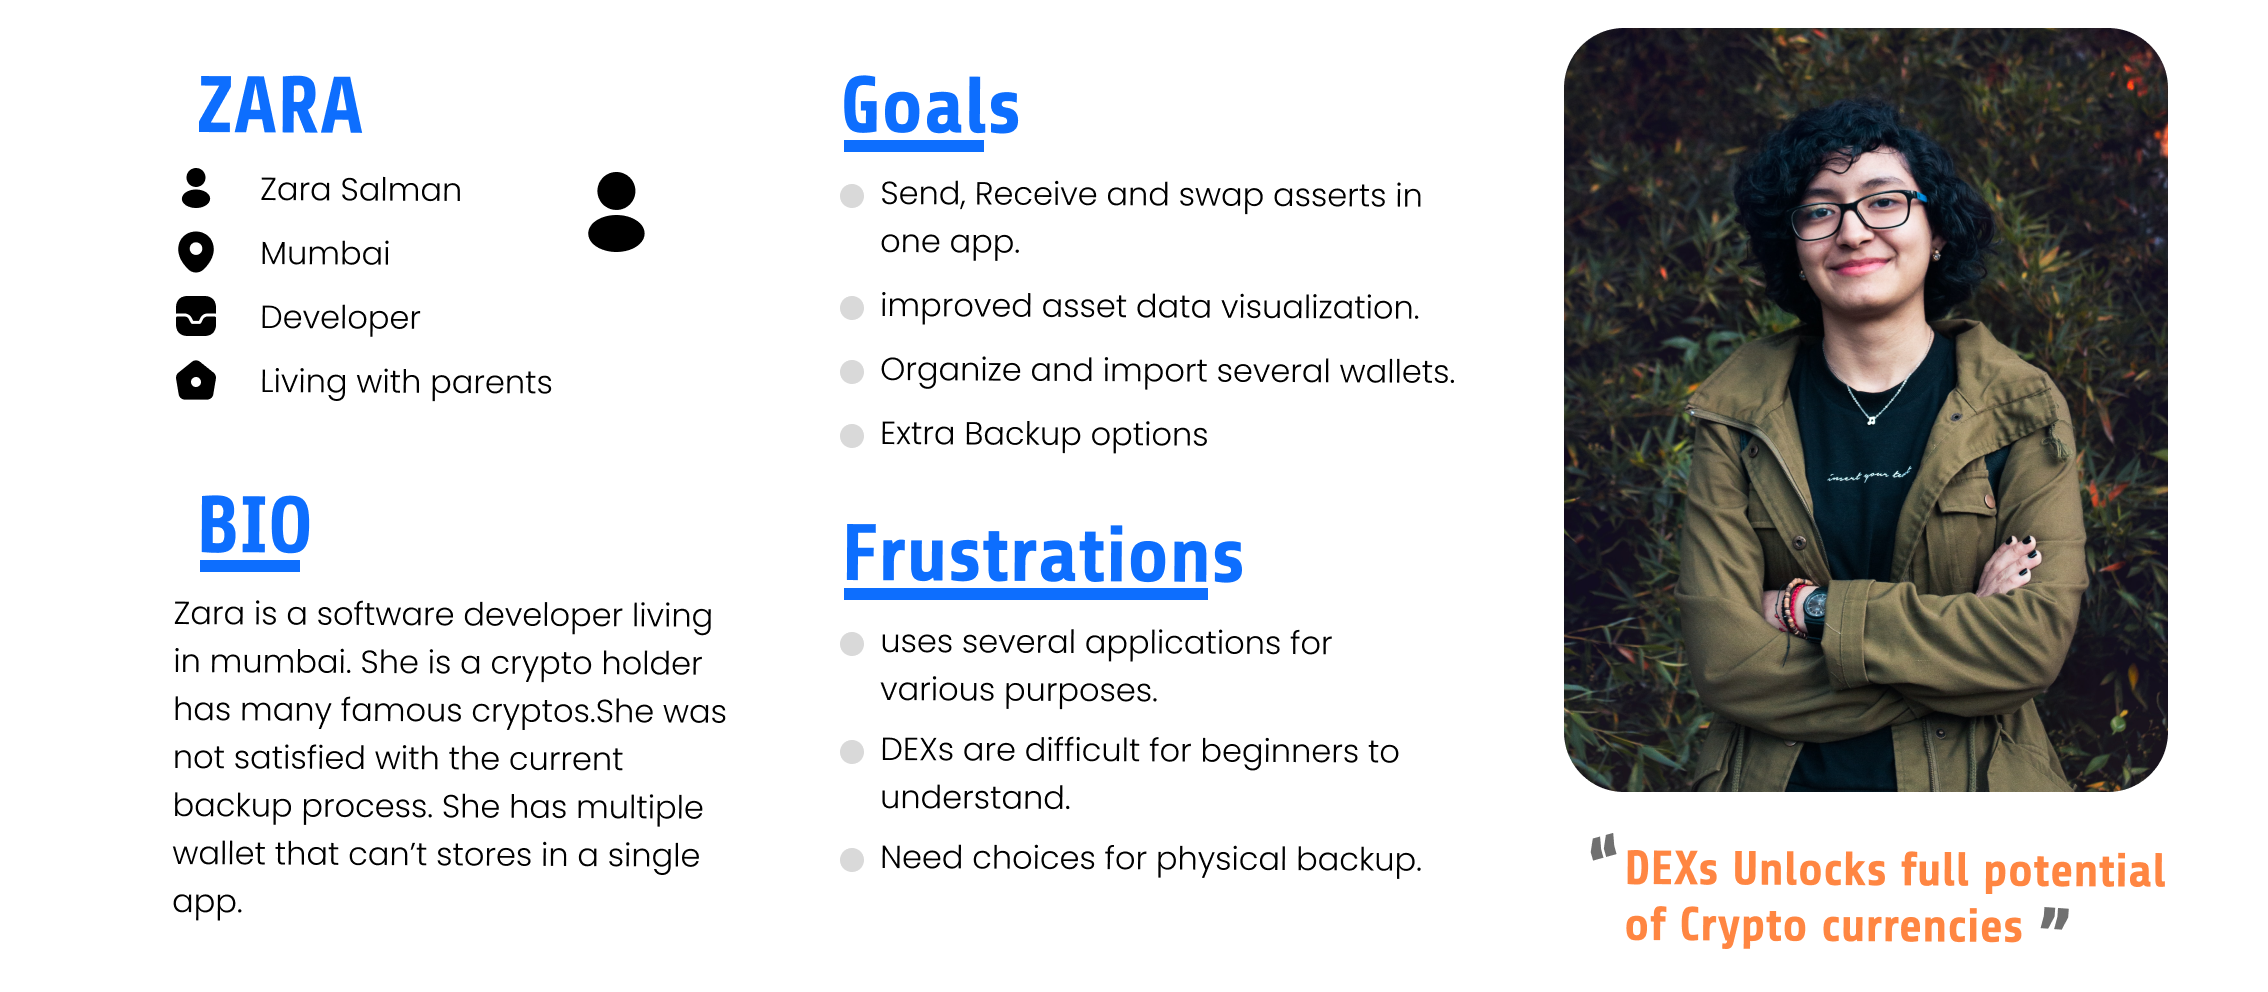 ZARA
Zara Salman
Mumbai
Developer
Living with parents
BIO
Zara is a software developer living
in mumbai. She is a crypto holder
has many famous cryptos.She was
not satisfied with the current
backup process. She has multiple
wallet that can’t stores in a single
app.
Goals
Send, Receive and swap asserts in
one app.
improved asset data visualization.
Organize and import several wallets.
Extra Backup options
Frustrations
uses several applications for
various purposes.
DEXs are difficult for beginners to
understand.
Need choices for physical backup.
insert your text
“DEXs Unlocks full potential
of Crypto currencies”